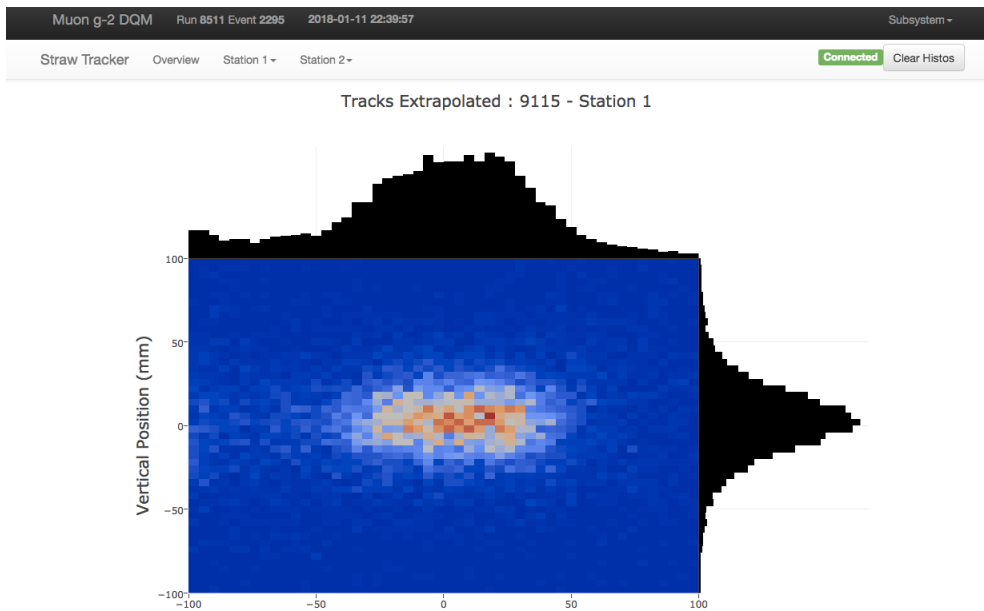 Muon g-2 DQM Run 8511 Event 2295 2018-01-11 22:39:57 Subsystem
Straw Tracker Overview Station 1 Station 2 Connected Clear Histos
Tracks Extrapolated : 9115 - Station 1
100
50
0
−50
−100
Vertical Position (mm)
−100 −50 0 50 100